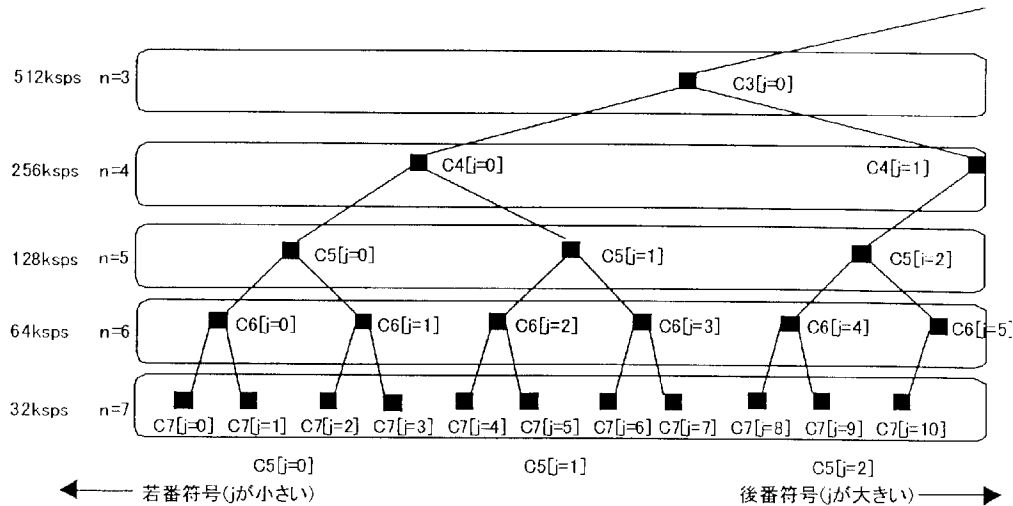 512ksps n=3
C3[j=0]
256ksps n=4
C4[j=0]
C4[j=1]
128ksps n=5
C5[j=0]
C5[j=1]
C5[j=2]
64ksps n=6
C6[j=0]
C6[j=1]
C6[j=2]
C6[j=3]
C6[j=4]
C6[j=5]
32ksps n=7
C7[j=0]
C7[j=1]
C7[j=2]
C7[j=3]
C7[j=4]
C7[j=5]
C7[j=6]
C7[j=7]
C7[j=8]
C7[j=9]
C7[j=10]
C5[j=0]
C5[j=1]
C5[j=2]
若番符号(jが小さい)
後番符号(jが大きい)